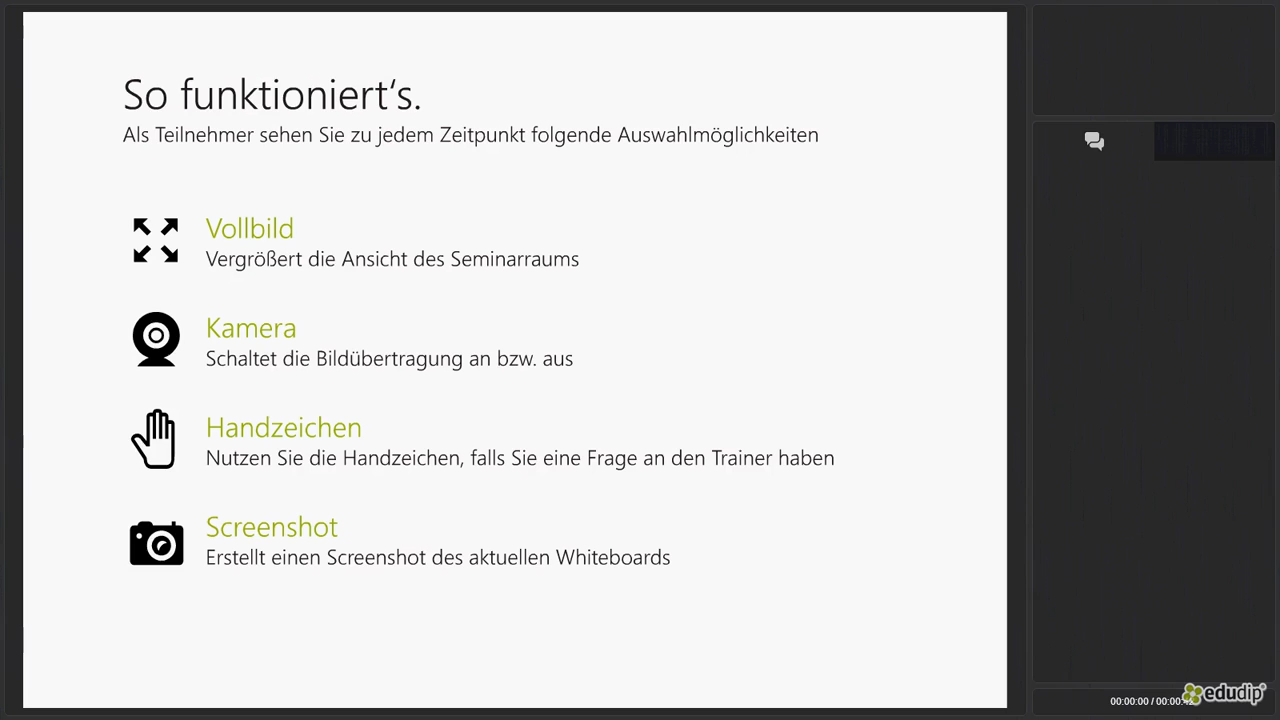 So funktioniert‘s.
Als Teilnehmer sehen Sie zu jedem Zeitpunkt folgende Auswahlmöglichkeiten
Vollbild
Vergrößert die Ansicht des Seminarraums
Kamera
Schaltet die Bildübertragung an bzw. aus
Handzeichen
Nutzen Sie die Handzeichen, falls Sie eine Frage an den Trainer haben
Screenshot
Erstellt einen Screenshot des aktuellen Whiteboards
00:00:00 /
edudip